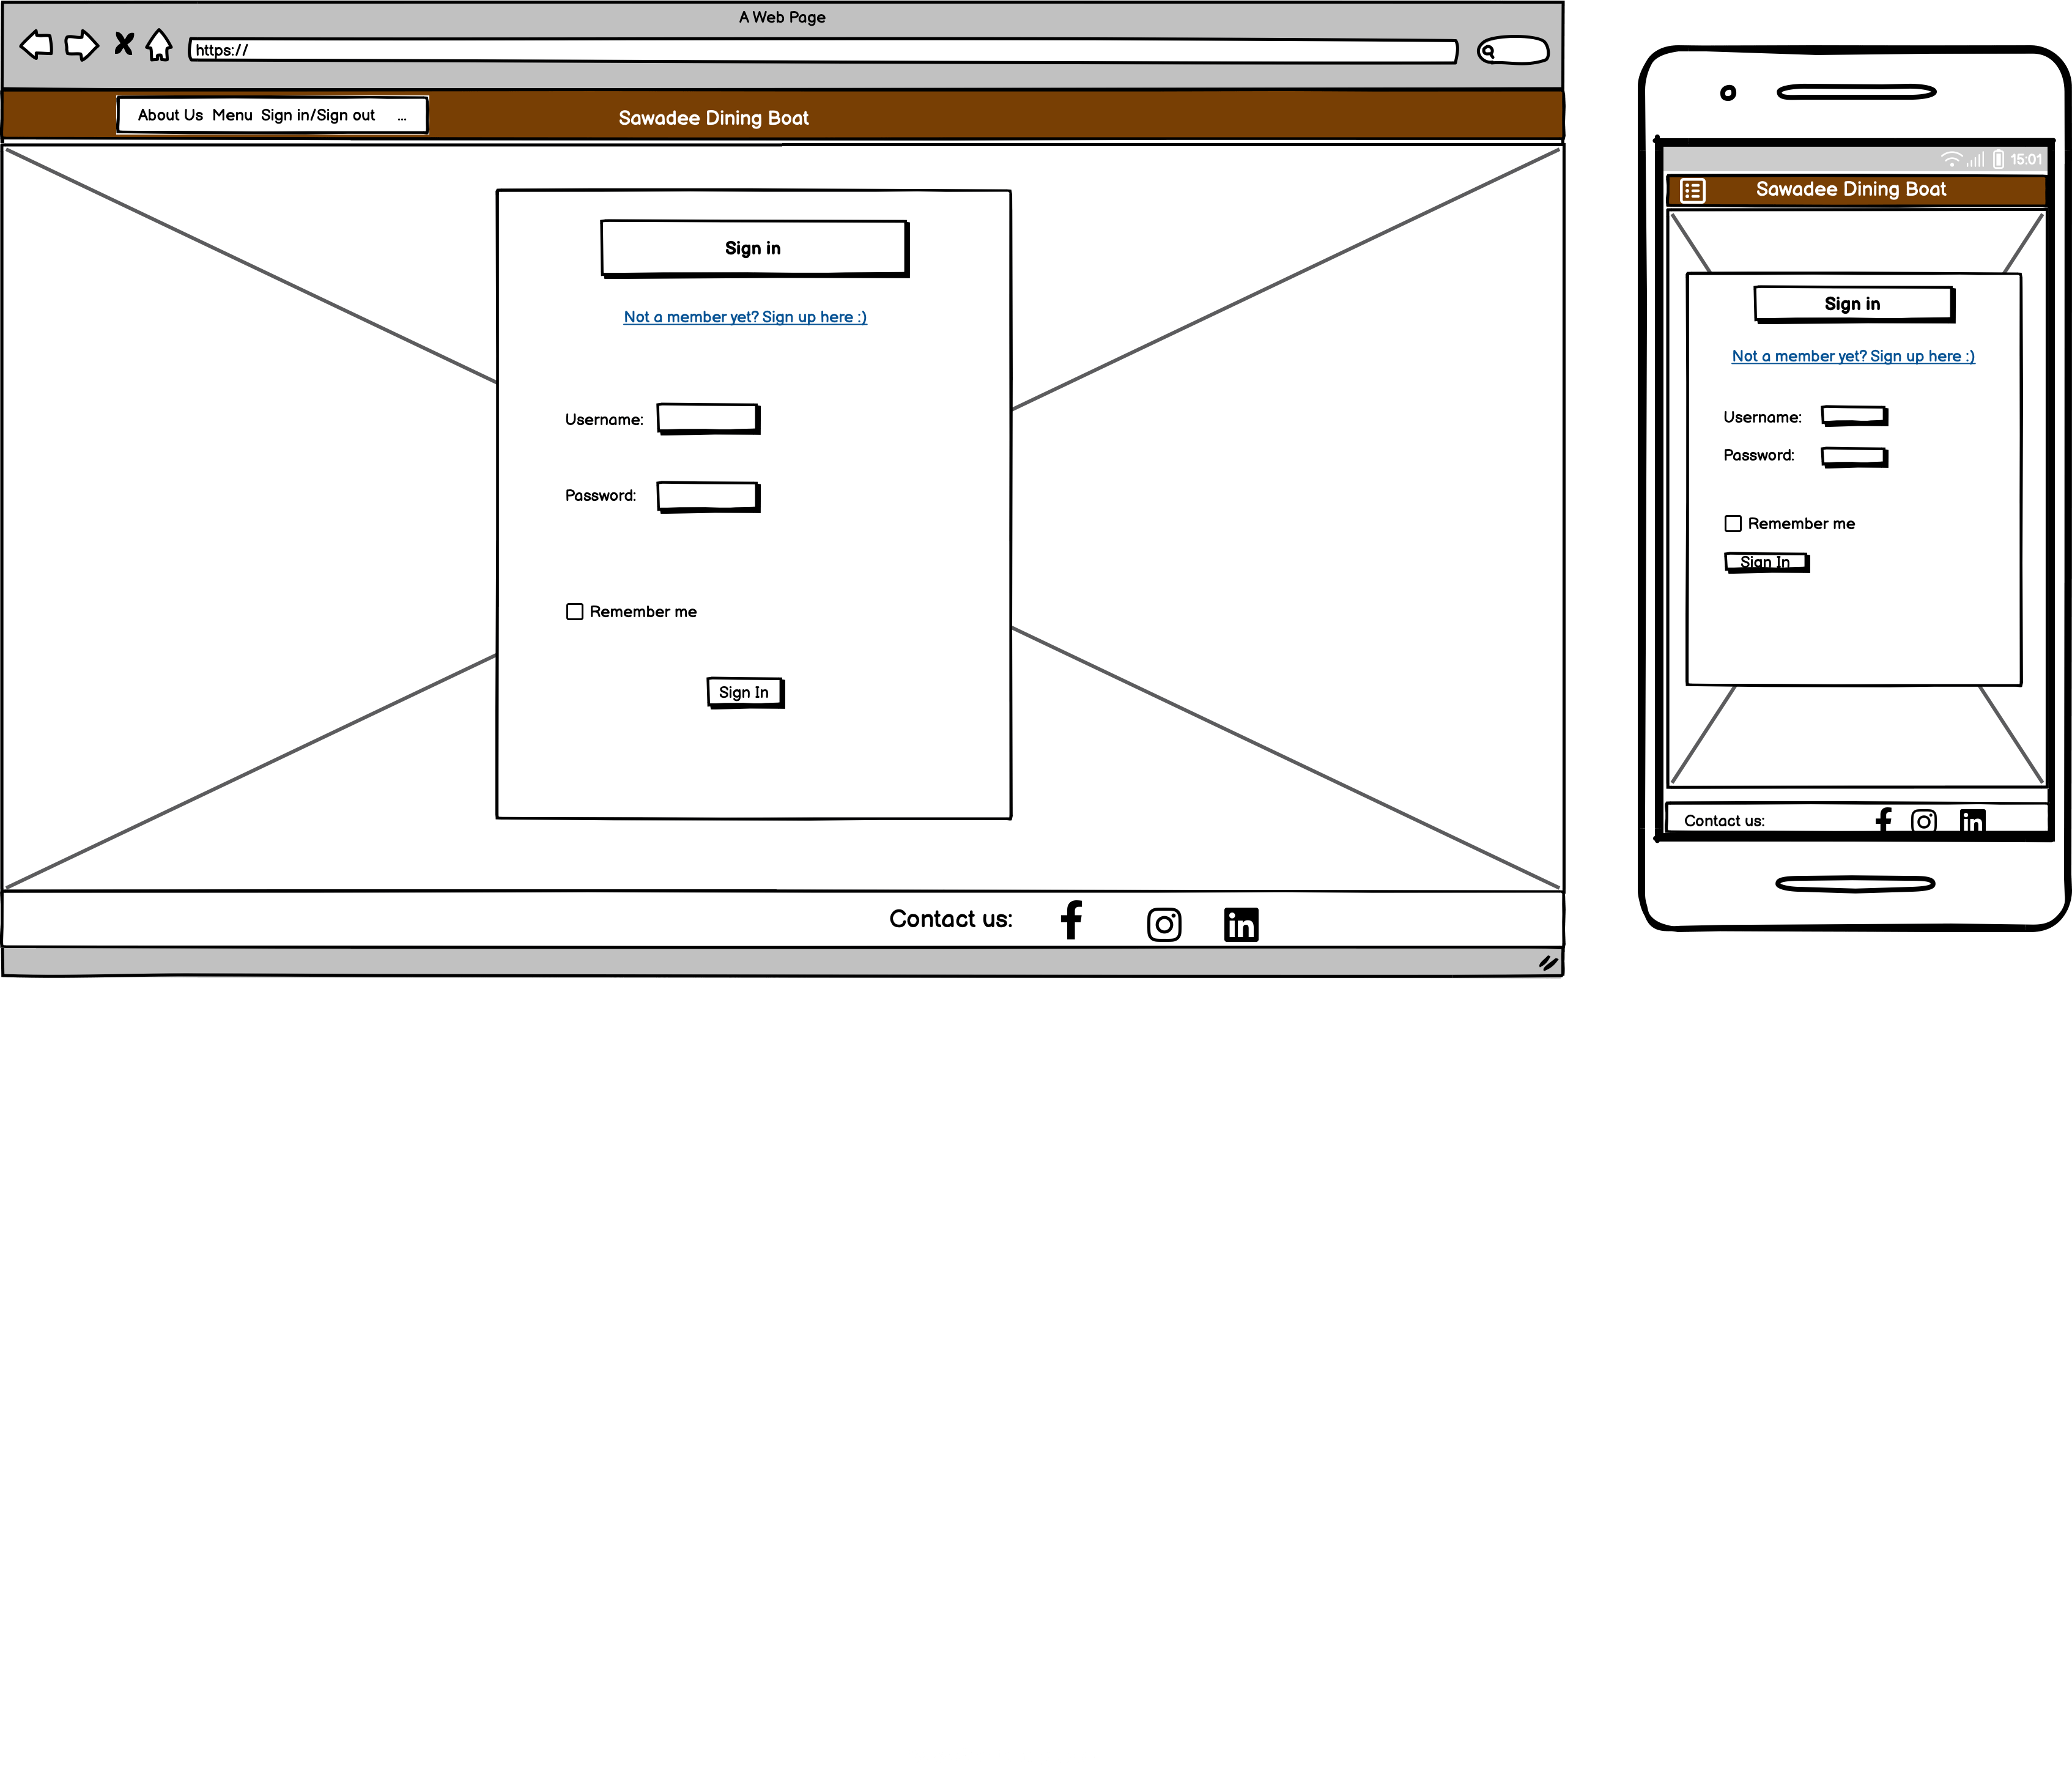 A Web Page
https://
About Us Menu Sign in/Sign out ...
Sawadee Dining Boat
Sign in
Not a member yet? Sign up here :)
Username:
Password:
Remember me
Sign In
Contact us:
15:01
Sawadee Dining Boat
Sign in
Not a member yet? Sign up here :)
Username:
Password:
Remember me
Sign In
Contact us: